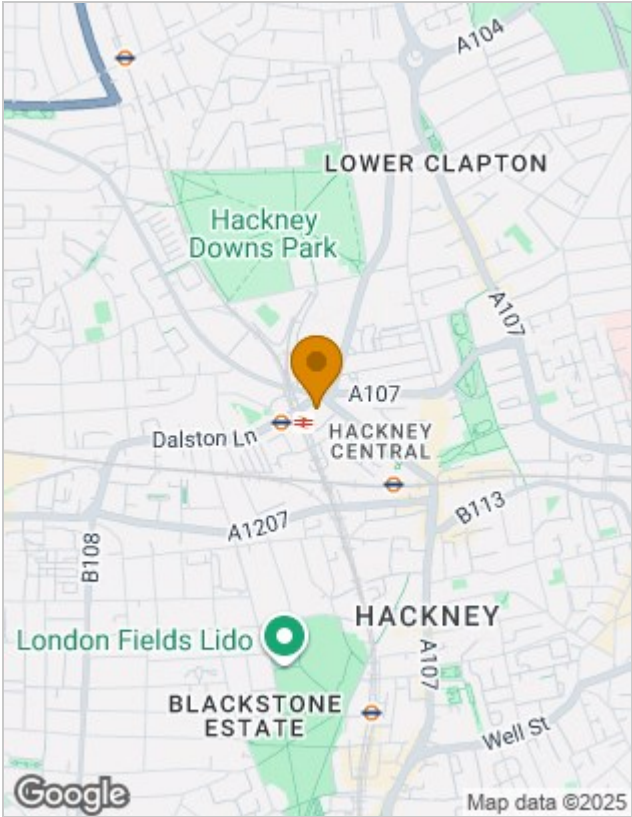 A104
LOWER CLAPTON
Hackney
Downs Park
A107
A107
Dalston Ln
HACKNEY
CENTRAL
B113
A1207
B108
HACKNEY
London Fields Lido
A107
BLACKSTONE
ESTATE
Well St
Google
Map data ©2025